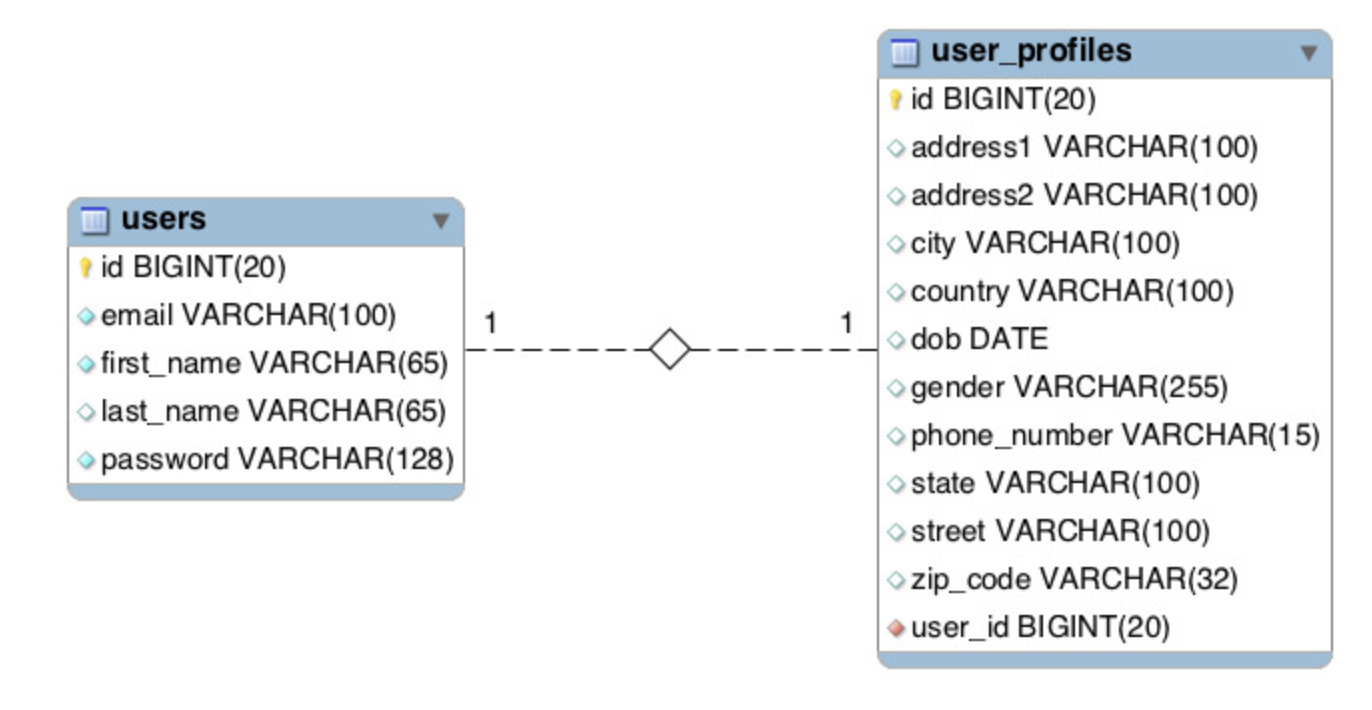 users
id BIGINT(20)
email VARCHAR(100)
first_name VARCHAR(65)
last_name VARCHAR(65)
password VARCHAR(128)
1
1
user_profiles
id BIGINT(20)
address1 VARCHAR(100)
address2 VARCHAR(100)
city VARCHAR(100)
country VARCHAR(100)
dob DATE
gender VARCHAR(255)
phone_number VARCHAR(15)
state VARCHAR(100)
street VARCHAR(100)
zip_code VARCHAR(32)
user_id BIGINT(20)